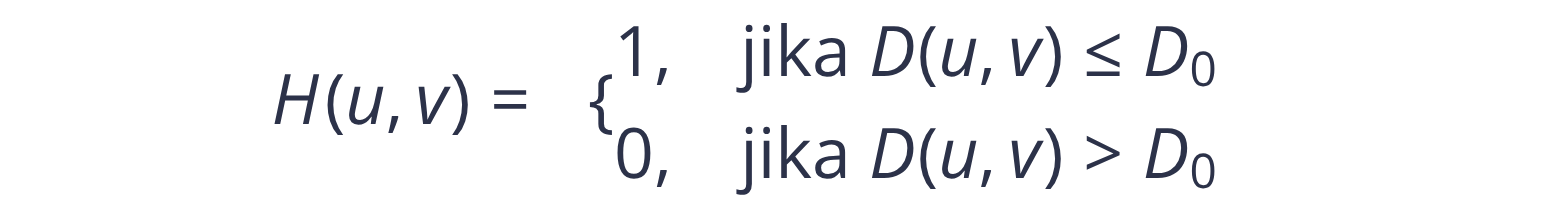 1, jika D(u, v) ≤ D₀
H(u, v) = {
0, jika D(u, v) > D₀